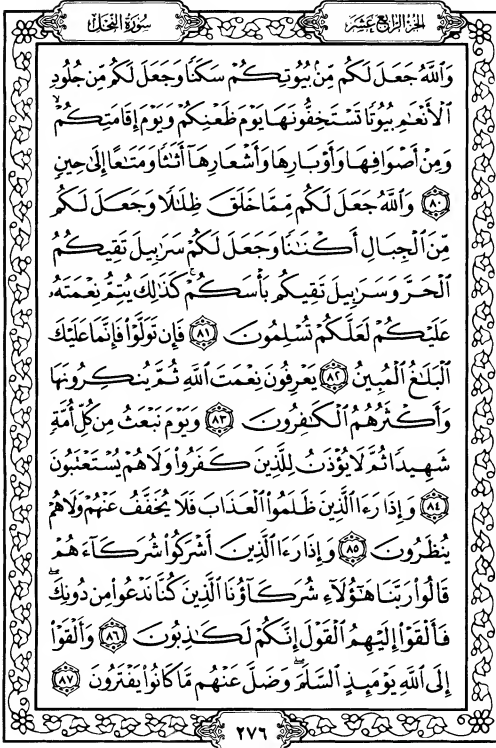 الجزء الرابع عشر
سورة النحل
وَاللَّهُ جَعَلَ لَكُم مِّنۢ بُيُوتِكُمْ سَكَنًا وَجَعَلَ لَكُم مِّن جُلُودِ
ٱلْأَنْعَٰمِ بُيُوتًا تَسْتَخِفُّونَهَا يَوْمَ ظَعْنِكُمْ وَيَوْمَ إِقَامَتِكُمْ ۙ
وَمِنْ أَصْوَافِهَا وَأَوْبَارِهَا وَأَشْعَارِهَآ أَثَٰثًا وَمَتَٰعًا إِلَىٰ حِينٍ
﴿٨٠﴾ وَٱللَّهُ جَعَلَ لَكُم مِّمَّا خَلَقَ ظِلَٰلًا وَجَعَلَ لَكُم
مِّنَ ٱلْجِبَالِ أَكْنَٰنًا وَجَعَلَ لَكُمْ سَرَٰبِيلَ تَقِيكُمُ
ٱلْحَرَّ وَسَرَٰبِيلَ تَقِيكُم بَأْسَكُمْ ۚ كَذَٰلِكَ يُتِمُّ نِعْمَتَهُۥ
عَلَيْكُمْ لَعَلَّكُمْ تُسْلِمُونَ ﴿٨١﴾ فَإِن تَوَلَّوْا۟ فَإِنَّمَا عَلَيْكَ
ٱلْبَلَٰغُ ٱلْمُبِينُ ﴿٨٢﴾ يَعْرِفُونَ نِعْمَتَ ٱللَّهِ ثُمَّ يُنكِرُونَهَا
وَأَكْثَرُهُمُ ٱلْكَٰفِرُونَ ﴿٨٣﴾ وَيَوْمَ نَبْعَثُ مِن كُلِّ أُمَّةٍ
شَهِيدًا ثُمَّ لَا يُؤْذَنُ لِلَّذِينَ كَفَرُوا۟ وَلَا هُمْ يُسْتَعْتَبُونَ
﴿٨٤﴾ وَإِذَا رَءَا ٱلَّذِينَ ظَلَمُوا۟ ٱلْعَذَابَ فَلَا يُخَفَّفُ عَنْهُمْ وَلَا هُمْ
يُنظَرُونَ ﴿٨٥﴾ وَإِذَا رَءَا ٱلَّذِينَ أَشْرَكُوا۟ شُرَكَآءَهُمْ
قَالُوا۟ رَبَّنَا هَٰٓؤُلَآءِ شُرَكَآؤُنَا ٱلَّذِينَ كُنَّا نَدْعُوا۟ مِن دُونِكَ ۖ
فَأَلْقَوْا۟ إِلَيْهِمُ ٱلْقَوْلَ إِنَّكُمْ لَكَٰذِبُونَ ﴿٨٦﴾ وَأَلْقَوْا۟
إِلَى ٱللَّهِ يَوْمَئِذٍ ٱلسَّلَمَ ۖ وَضَلَّ عَنْهُم مَّا كَانُوا۟ يَفْتَرُونَ ﴿٨٧﴾
٢٧٦